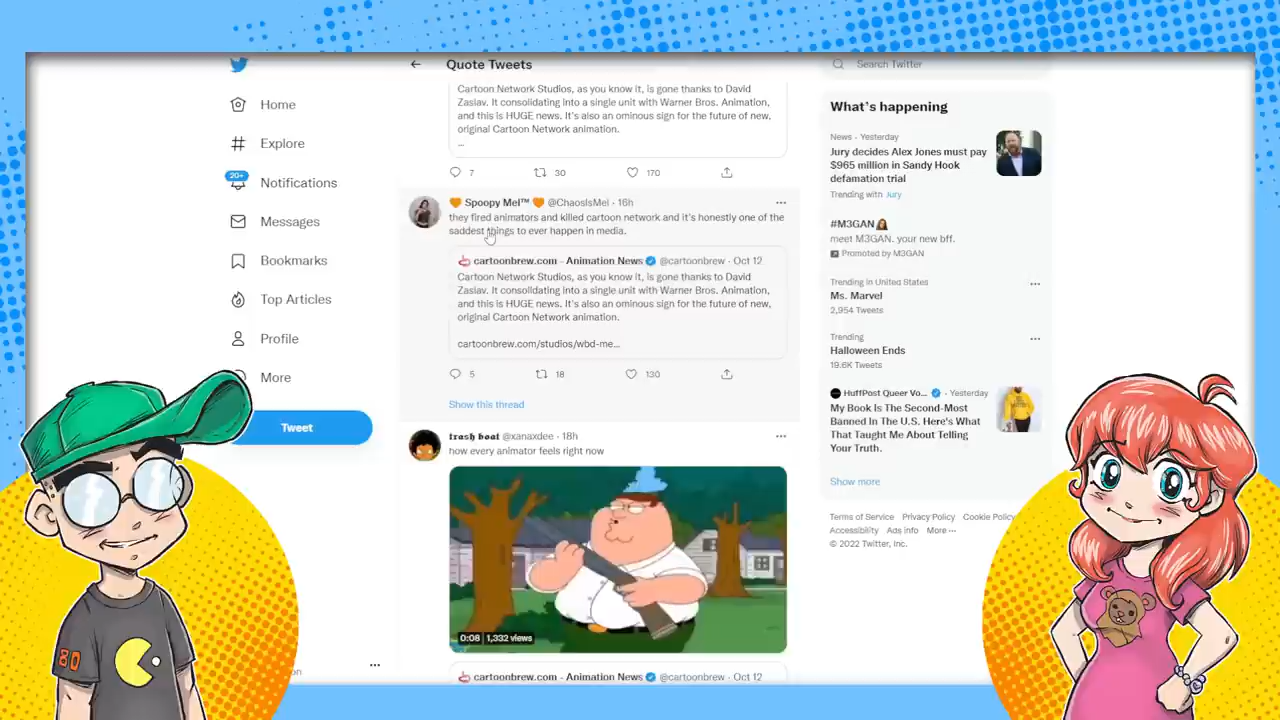 Quote Tweets
Search Twitter
Home
Explore
20+
Notifications
Messages
Bookmarks
Top Articles
Profile
More
Tweet
Cartoon Network Studios, as you know it, is gone thanks to David
Zaslav. It consolidating into a single unit with Warner Bros. Animation,
and this is HUGE news. It's also an ominous sign for the future of new,
original Cartoon Network animation.
...
7 30 170
Spoopy Mei™ @ChaosIsMei · 16h
they fired animators and killed cartoon network and it's honestly one of the
saddest things to ever happen in media.
cartoonbrew.com - Animation News @cartoonbrew · Oct 12
Cartoon Network Studios, as you know it, is gone thanks to David
Zaslav. It consolidating into a single unit with Warner Bros. Animation,
and this is HUGE news. It's also an ominous sign for the future of new,
original Cartoon Network animation.
cartoonbrew.com/studios/wbd-me...
5 18 130
Show this thread
trash boat @xanaxdee · 18h
how every animator feels right now
0:08 1,332 views
cartoonbrew.com - Animation News @cartoonbrew · Oct 12
What's happening
News · Yesterday
Jury decides Alex Jones must pay
$965 million in Sandy Hook
defamation trial
Trending with Jury
#M3GAN
meet M3GAN. your new bff.
Promoted by M3GAN
Trending in United States
Ms. Marvel
2,954 Tweets
Trending
Halloween Ends
19.6K Tweets
HuffPost Queer Vo... · Yesterday
My Book Is The Second-Most
Banned In The U.S. Here's What
That Taught Me About Telling
Your Truth.
Show more
Terms of Service Privacy Policy Cookie Policy
Accessibility Ads info More ···
© 2022 Twitter, Inc.
80